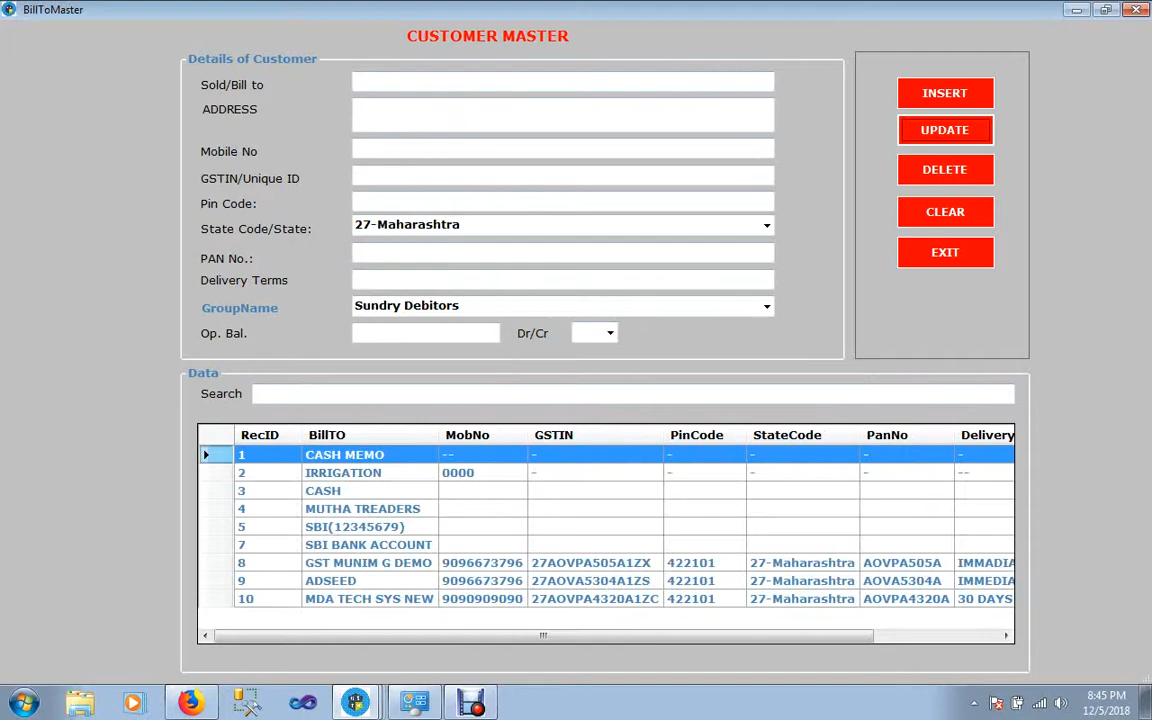 BillToMaster
CUSTOMER MASTER
Details of Customer
Sold/Bill to
ADDRESS
Mobile No
GSTIN/Unique ID
Pin Code:
State Code/State: 27-Maharashtra
PAN No.:
Delivery Terms
GroupName Sundry Debitors
Op. Bal. Dr/Cr
INSERT
UPDATE
DELETE
CLEAR
EXIT
Data
Search
RecID BillTO MobNo GSTIN PinCode StateCode PanNo Delivery
1 CASH MEMO -- - - - - -
2 IRRIGATION 0000 - - - - --
3 CASH
4 MUTHA TREADERS
5 SBI(12345679)
7 SBI BANK ACCOUNT
8 GST MUNIM G DEMO 9096673796 27AOVPA505A1ZX 422101 27-Maharashtra AOVPA505A IMMADIA
9 ADSEED 9096673796 27AOVA5304A1ZS 422101 27-Maharashtra AOVA5304A IMMEDIA
10 MDA TECH SYS NEW 9090909090 27AOVPA4320A1ZC 422101 27-Maharashtra AOVPA4320A 30 DAYS
8:45 PM
12/5/2018